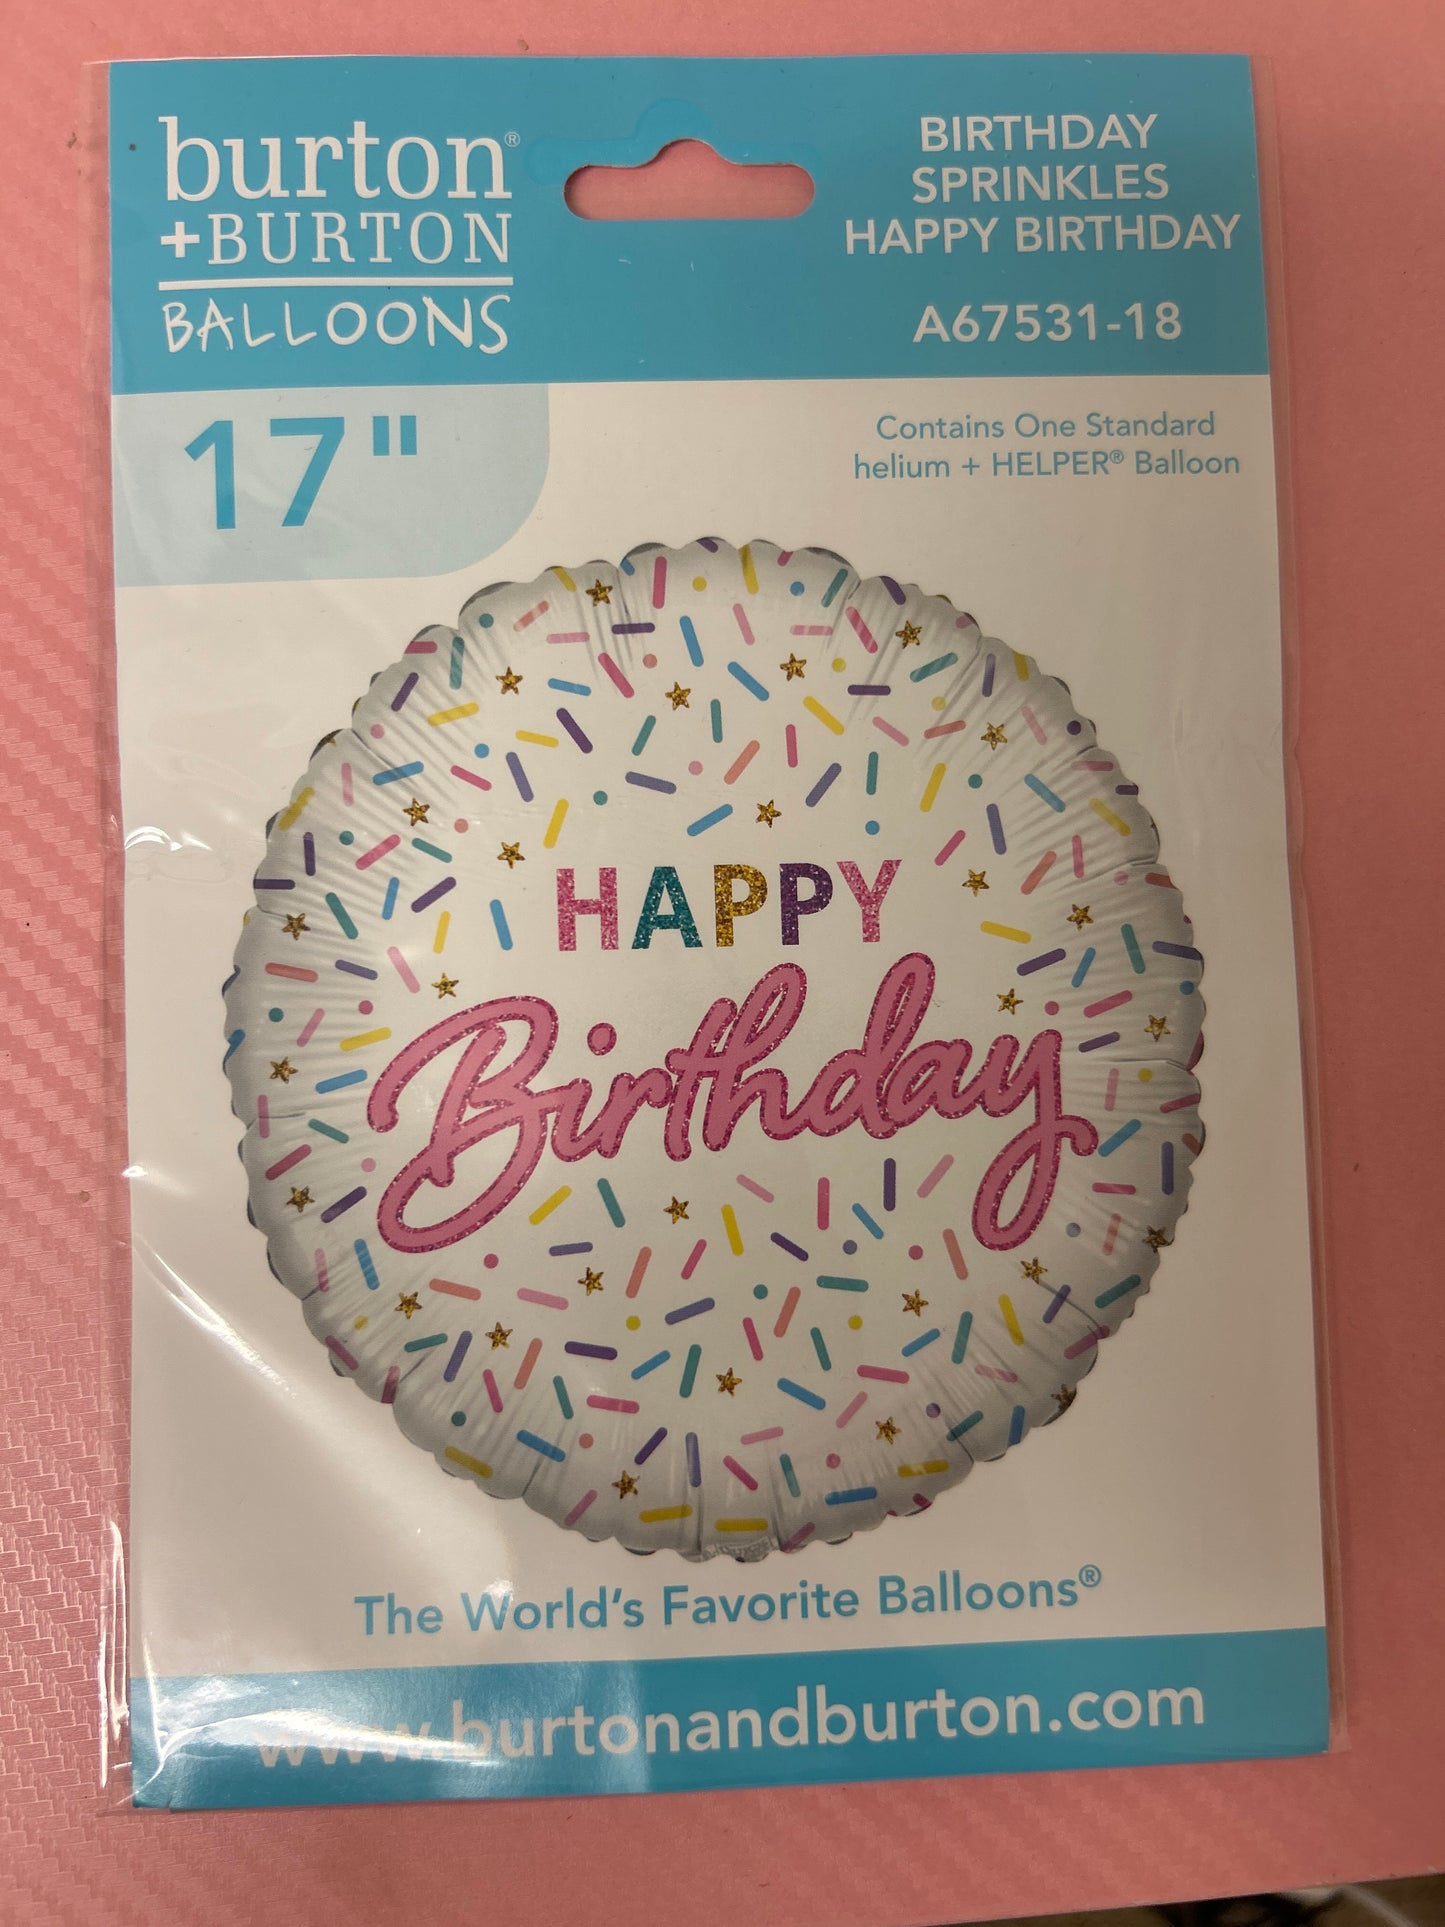 burton®
+BURTON
BALLOONS
BIRTHDAY
SPRINKLES
HAPPY BIRTHDAY
A67531-18
17"
Contains One Standard
helium + HELPER® Balloon
HAPPY
Birthday
The World's Favorite Balloons®
www.burtonandburton.com